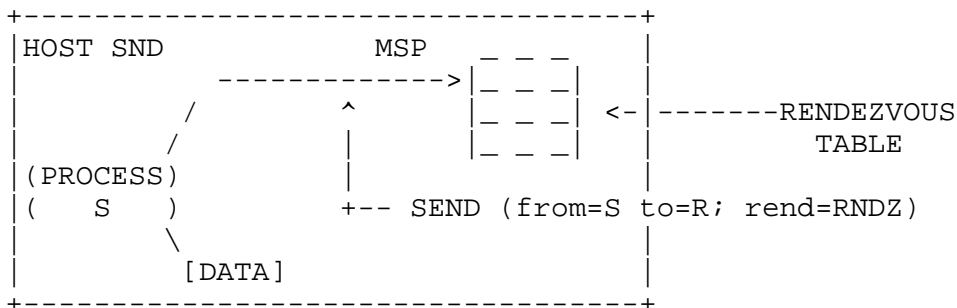 +-------------------------------------+
|HOST SND            MSP     _ _ _    |
|           ------------->|_ _ _|   |
|         /        ^      |_ _ _| <-|-------RENDEZVOUS
|        /         |      |_ _ _|   |         TABLE
|(PROCESS)         |                |
|(   S   )         +-- SEND (from=S to=R; rend=RNDZ)
|        \                            |
|         [DATA]                      |
+-------------------------------------+